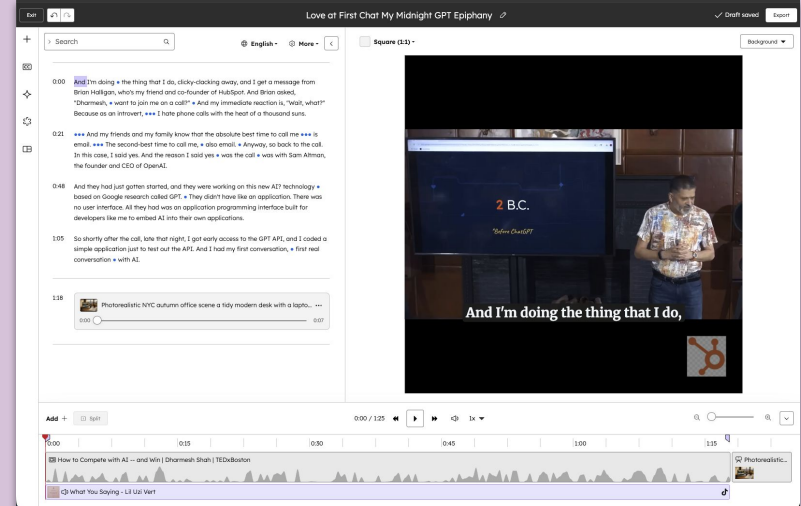 Exit
Love at First Chat My Midnight GPT Epiphany
Draft saved
Export
Search
English
More
Square (1:1)
Background
0:00
And I'm doing • the thing that I do, clicky-clacking away, and I get a message from
Brian Halligan, who's my friend and co-founder of HubSpot. And Brian asked,
"Dharmesh, • want to join me on a call?" • And my immediate reaction is, "Wait, what?"
Because as an introvert, ••• I hate phone calls with the heat of a thousand suns.
0:21
••• And my friends and my family know that the absolute best time to call me ••• is
email. ••• The second-best time to call me, • also email. • Anyway, so back to the call.
In this case, I said yes. And the reason I said yes • was the call • was with Sam Altman,
the founder and CEO of OpenAI.
0:48
And they had just gotten started, and they were working on this new AI? technology •
based on Google research called GPT. • They didn't have like an application. There was
no user interface. All they had was an application programming interface built for
developers like me to embed AI into their own applications.
1:05
So shortly after the call, late that night, I got early access to the GPT API, and I coded a
simple application just to test out the API. And I had my first conversation, • first real
conversation • with AI.
1:18
Photorealistic NYC autumn office scene a tidy modern desk with a lapto... •••
0:00
0:07
2 B.C.
*Before ChatGPT
And I'm doing the thing that I do,
Add +
Split
0:00 / 1:25
1x
0:00
0:15
0:30
0:45
1:00
1:15
CC
How to Compete with AI -- and Win | Dharmesh Shah | TEDxBoston
Photorealistic...
What You Saying - Lil Uzi Vert